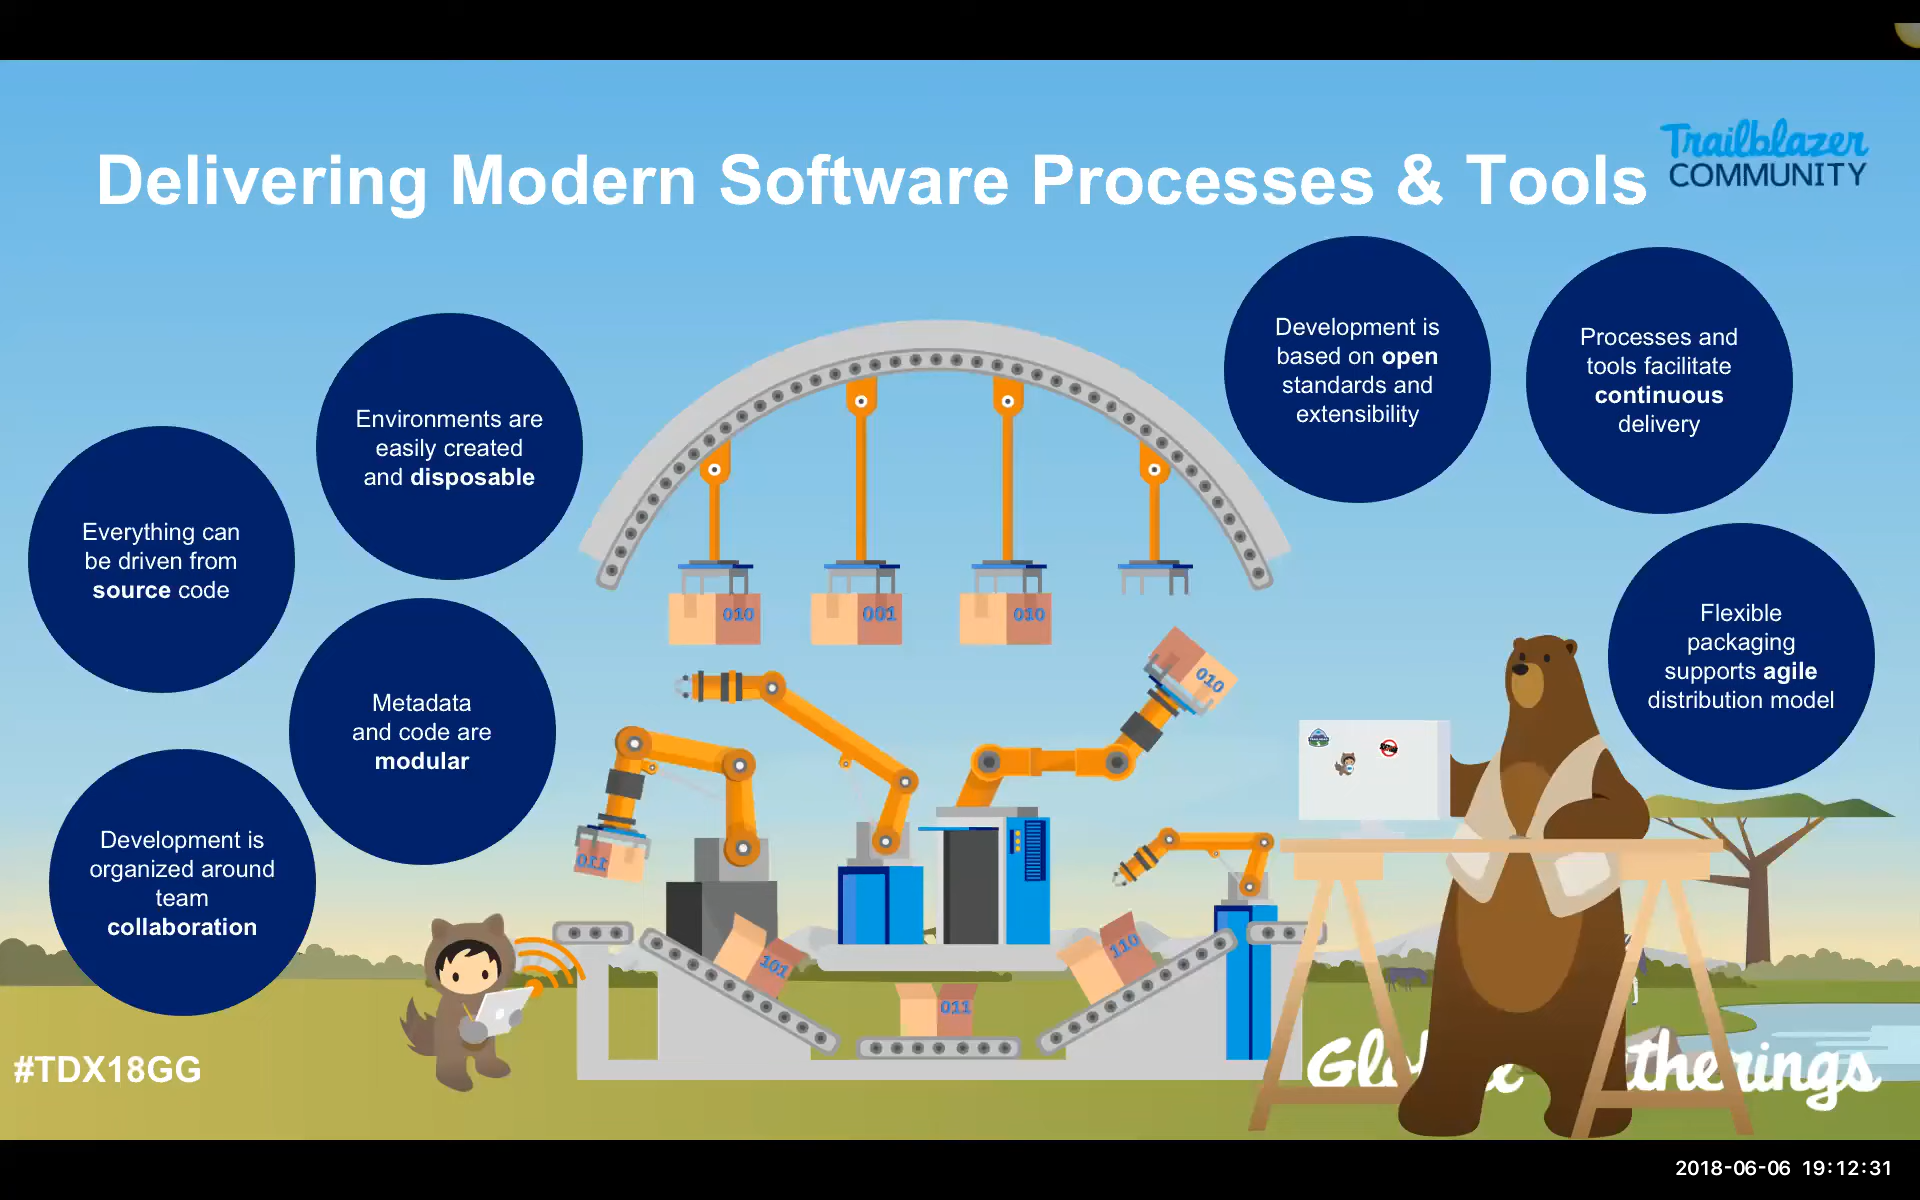 Delivering Modern Software Processes & Tools
Trailblazer
COMMUNITY
Everything can
be driven from
source code
Environments are
easily created
and disposable
Metadata
and code are
modular
Development is
organized around
team
collaboration
Development is
based on open
standards and
extensibility
Processes and
tools facilitate
continuous
delivery
Flexible
packaging
supports agile
distribution model
010
001
010
010
011
101
011
110
#TDX18GG
2018-06-06 19:12:31